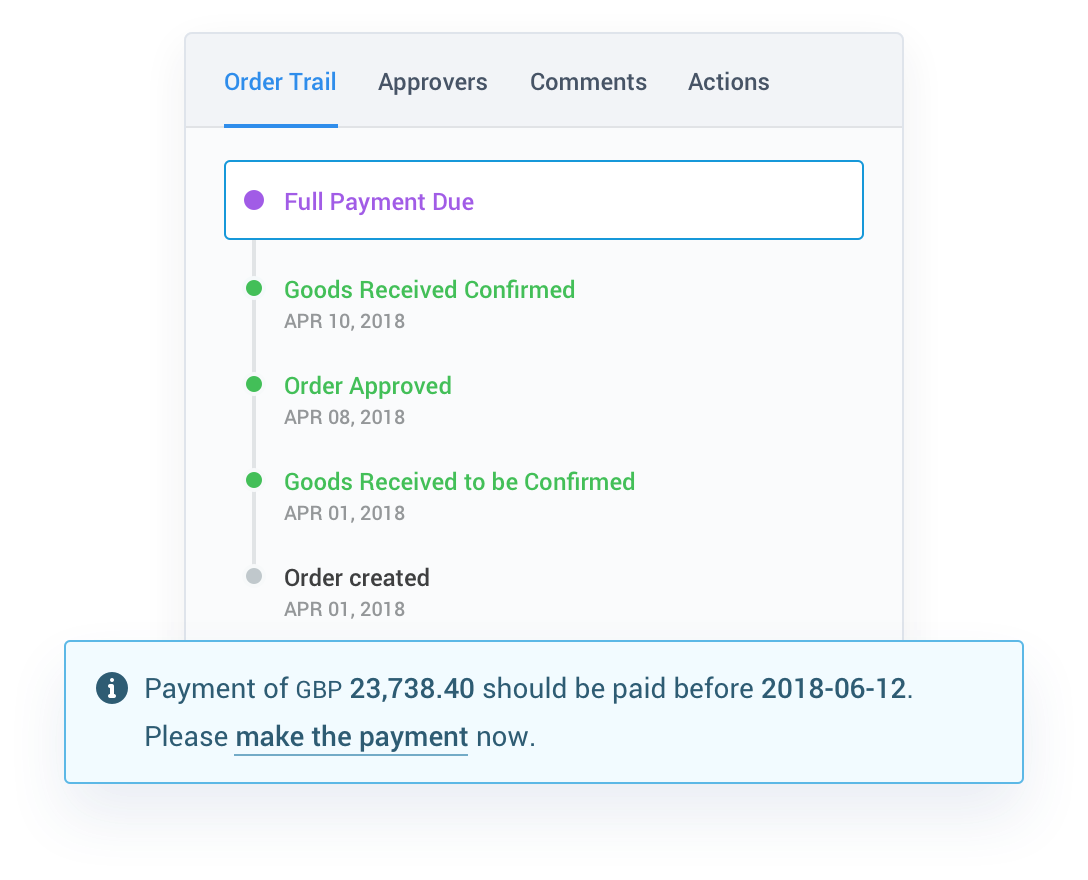 Order Trail Approvers Comments Actions
Full Payment Due
Goods Received Confirmed
APR 10, 2018
Order Approved
APR 08, 2018
Goods Received to be Confirmed
APR 01, 2018
Order created
APR 01, 2018
Payment of GBP 23,738.40 should be paid before 2018-06-12.
Please make the payment now.